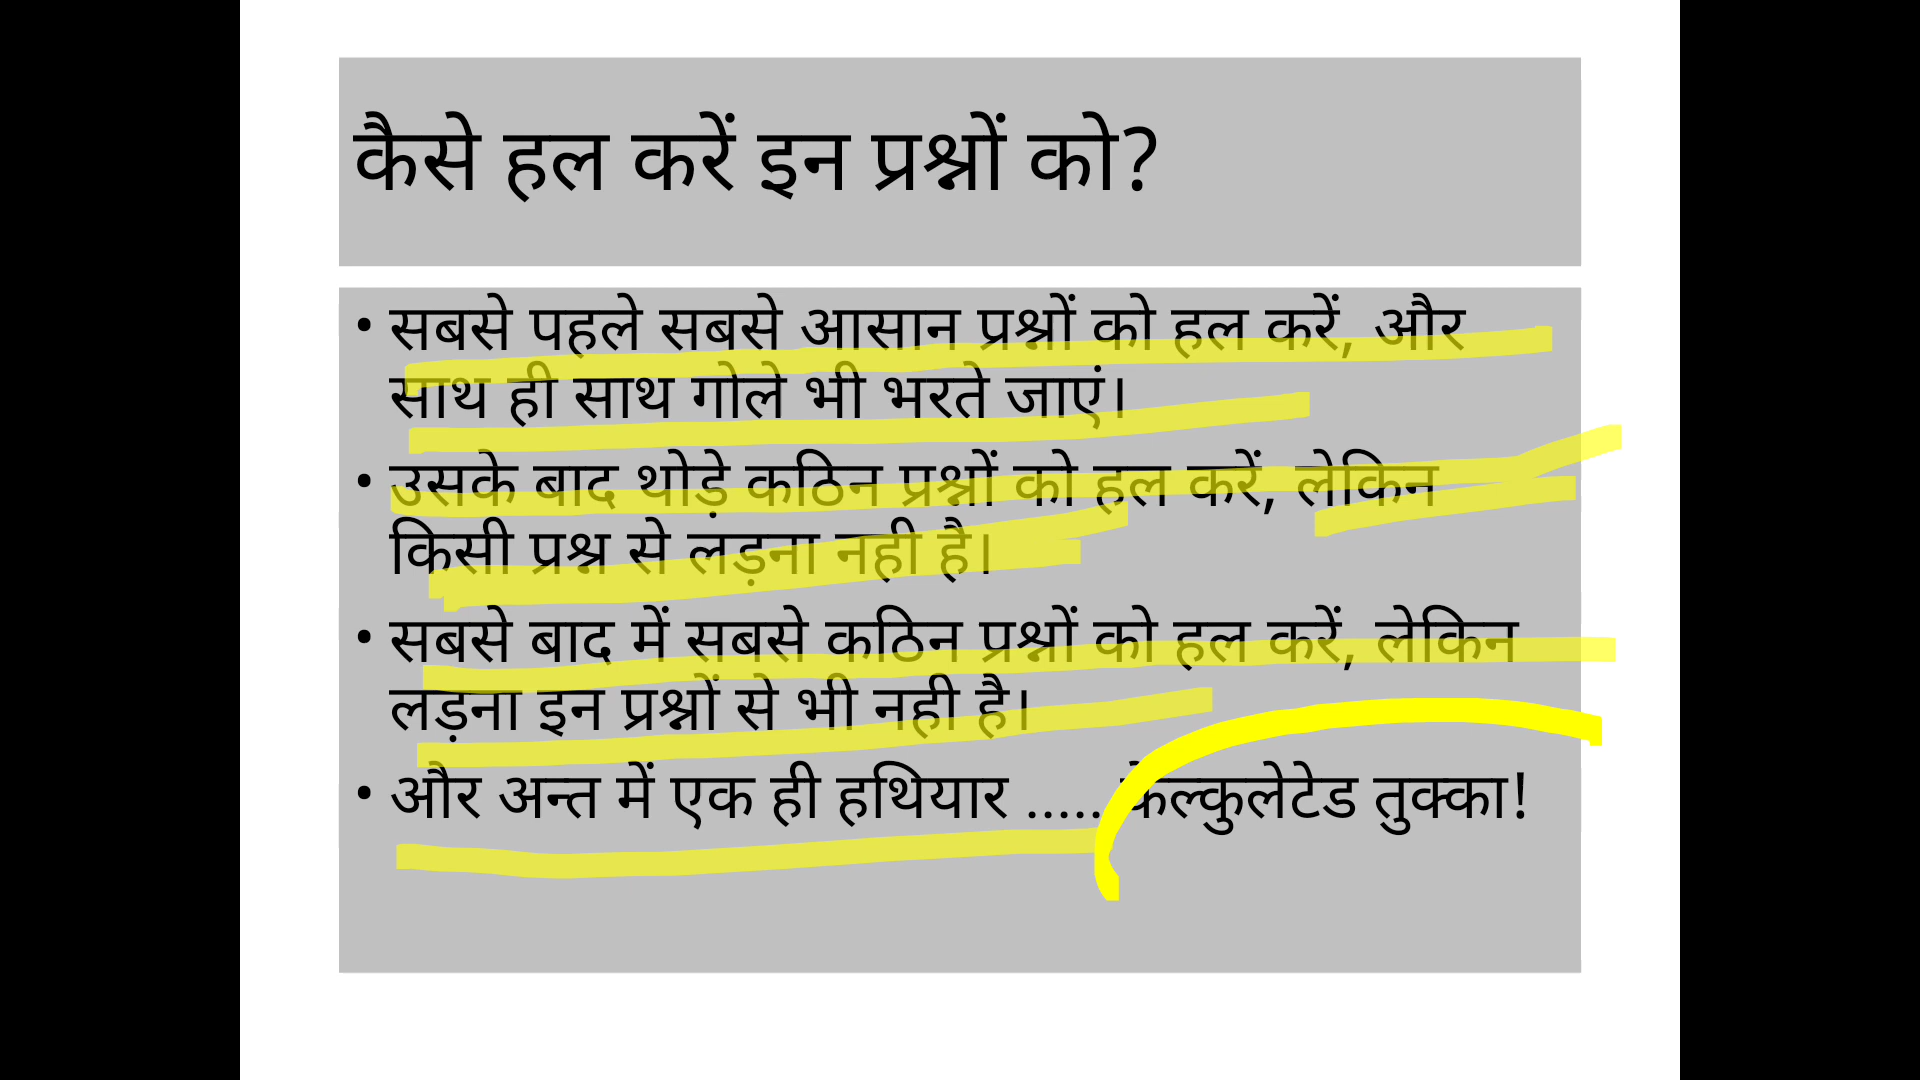 कैसे हल करें इन प्रश्नों को?
• सबसे पहले सबसे आसान प्रश्नों को हल करें, और
साथ ही साथ गोले भी भरते जाएं।
• उसके बाद थोड़े कठिन प्रश्नों को हल करें, लेकिन
किसी प्रश्न से लड़ना नही है।
• सबसे बाद में सबसे कठिन प्रश्नों को हल करें, लेकिन
लड़ना इन प्रश्नों से भी नही है।
• और अन्त में एक ही हथियार ..... केल्कुलेटेड तुक्का!